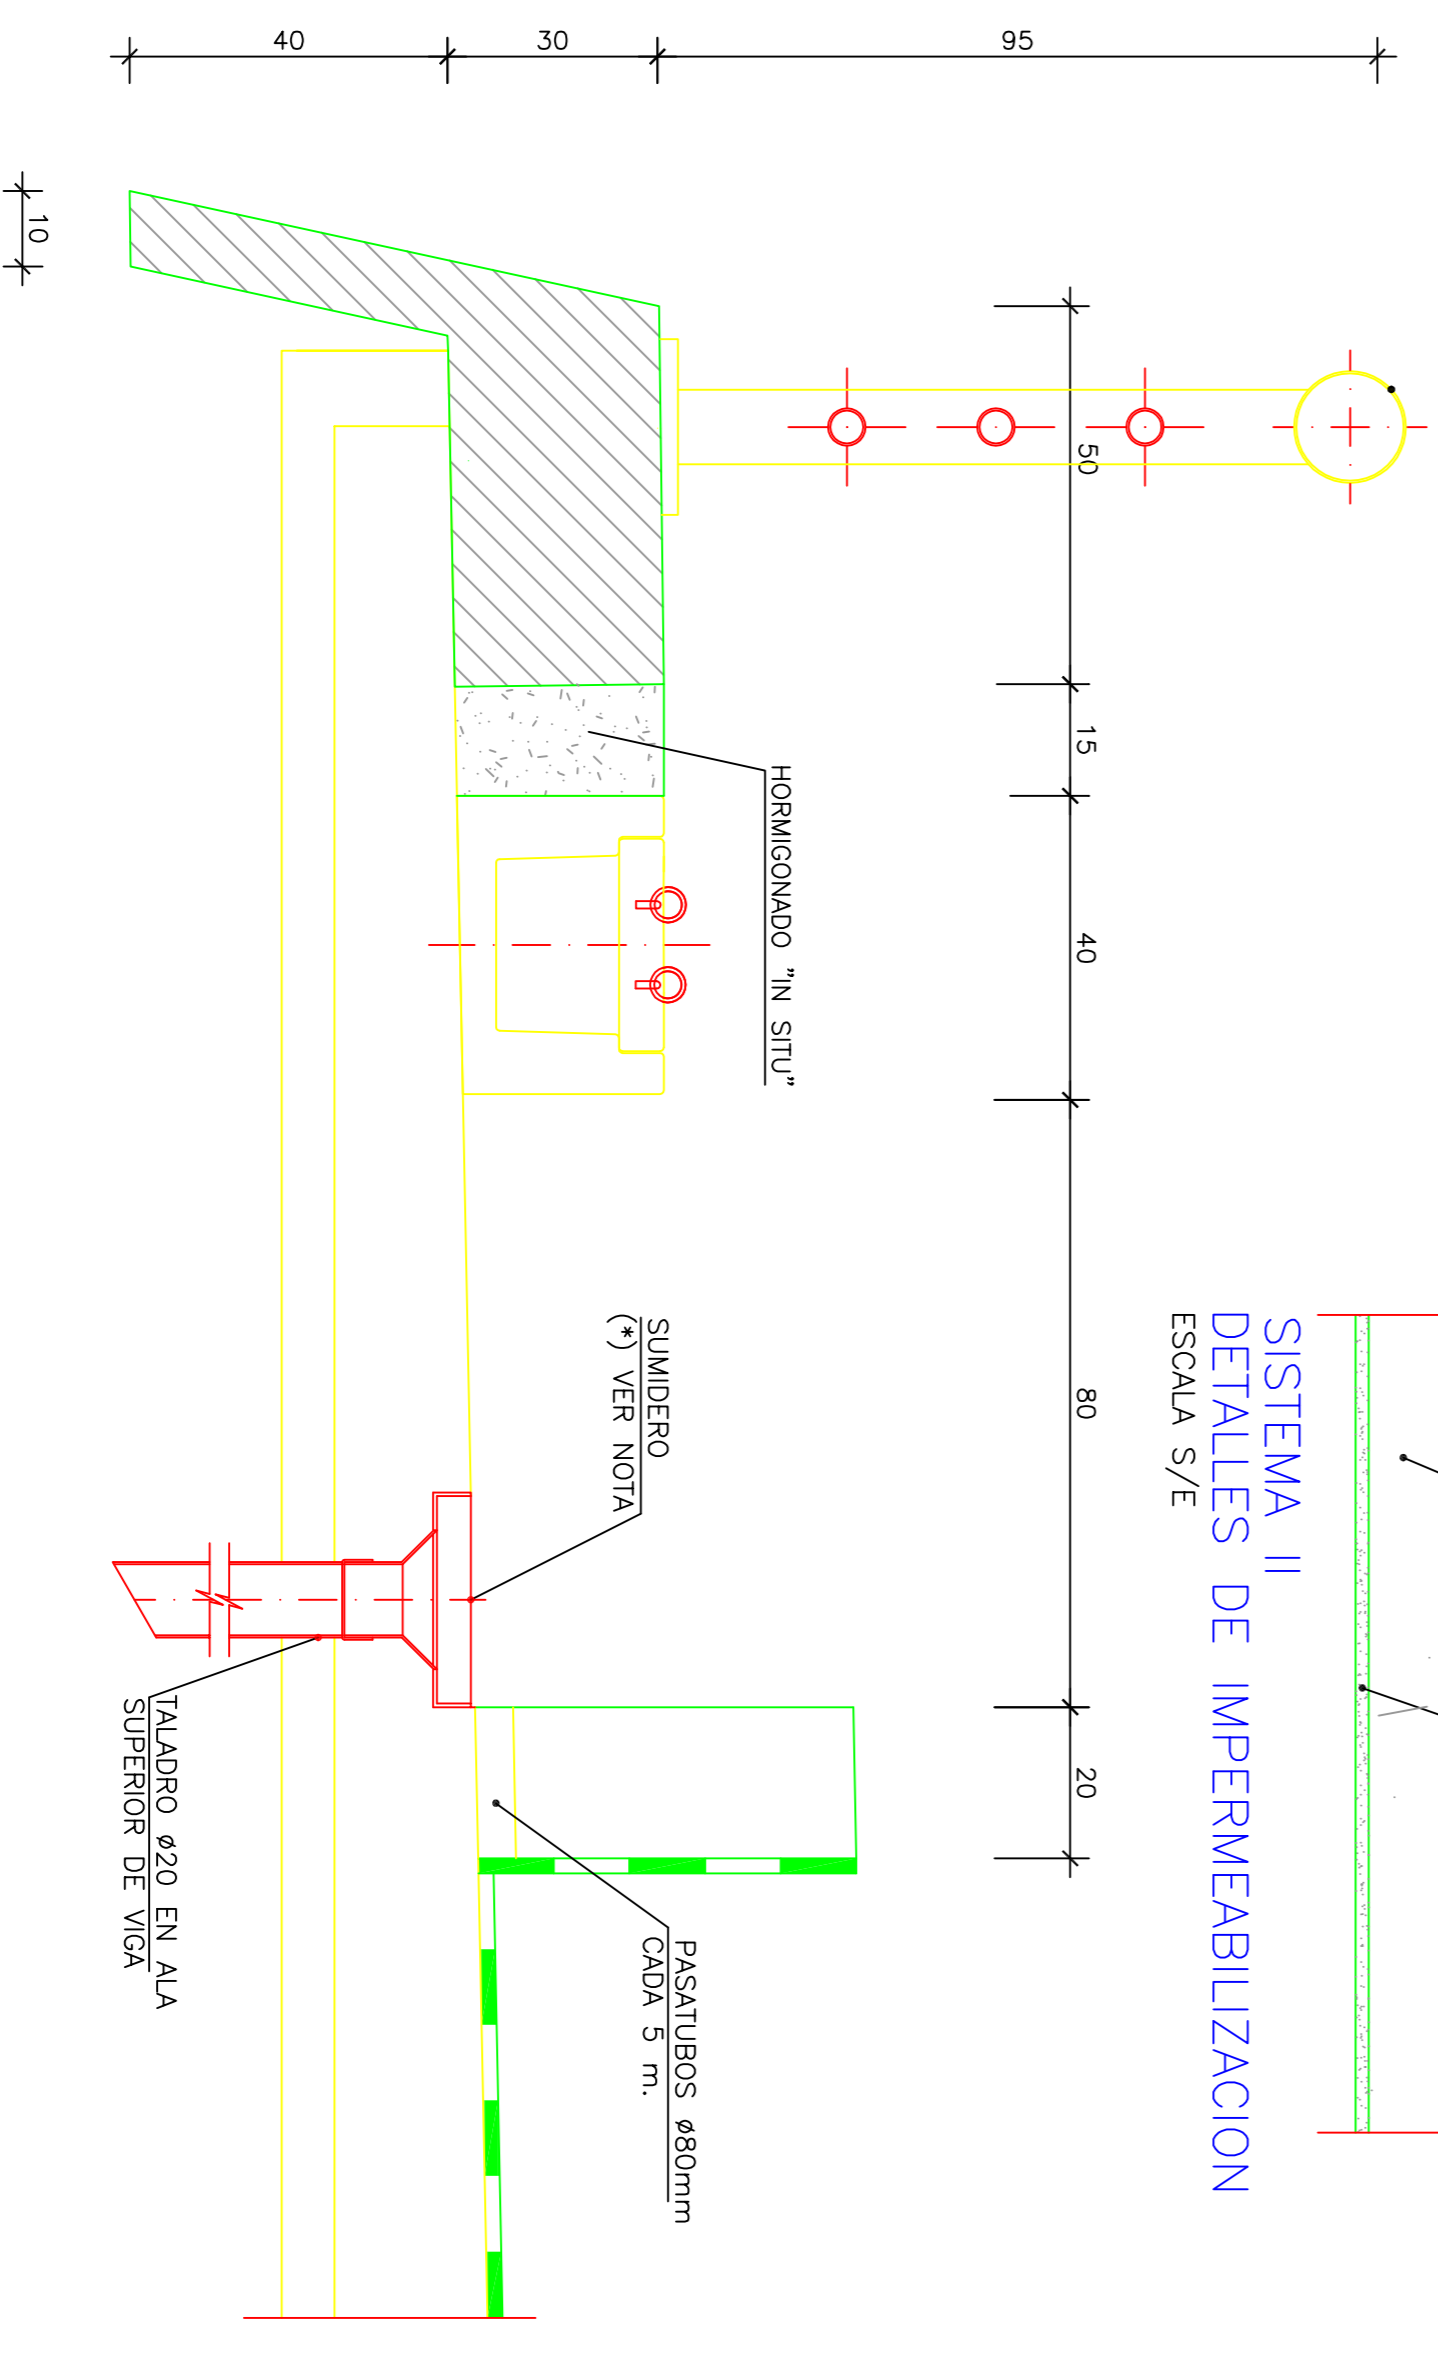 40
30
95
10
50
15
40
80
20
HORMIGONADO "IN SITU"
SUMIDERO
(*) VER NOTA
TALADRO ø20 EN ALA
SUPERIOR DE VIGA
PASATUBOS ø80mm
CADA 5 m.
SISTEMA II
DETALLES DE IMPERMEABILIZACION
ESCALA S/E